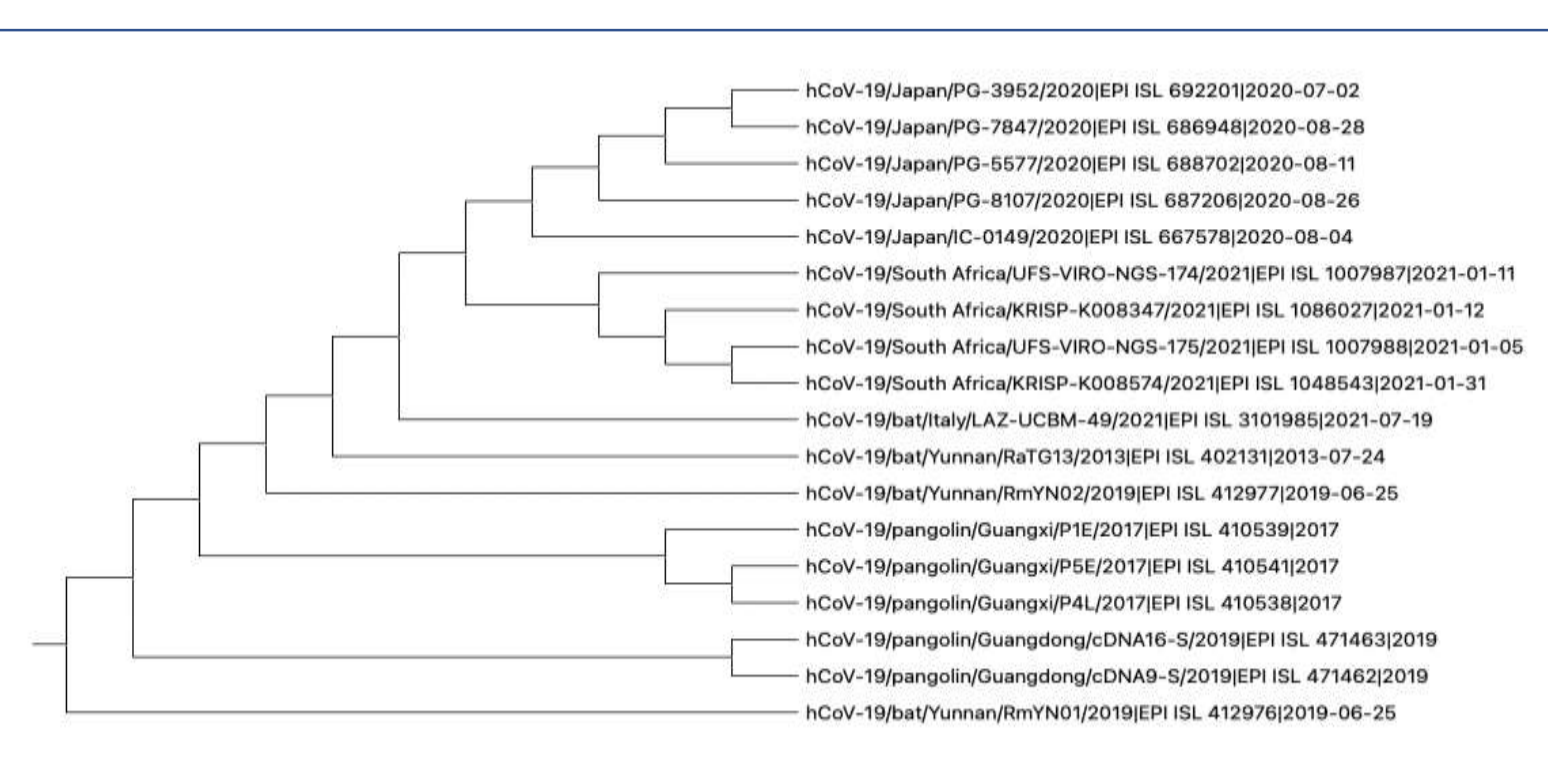 hCoV-19/Japan/PG-3952/2020|EPI ISL 692201|2020-07-02
hCoV-19/Japan/PG-7847/2020|EPI ISL 686948|2020-08-28
hCoV-19/Japan/PG-5577/2020|EPI ISL 688702|2020-08-11
hCoV-19/Japan/PG-8107/2020|EPI ISL 687206|2020-08-26
hCoV-19/Japan/IC-0149/2020|EPI ISL 667578|2020-08-04
hCoV-19/South Africa/UFS-VIRO-NGS-174/2021|EPI ISL 1007987|2021-01-11
hCoV-19/South Africa/KRISP-K008347/2021|EPI ISL 1086027|2021-01-12
hCoV-19/South Africa/UFS-VIRO-NGS-175/2021|EPI ISL 1007988|2021-01-05
hCoV-19/South Africa/KRISP-K008574/2021|EPI ISL 1048543|2021-01-31
hCoV-19/bat/Italy/LAZ-UCBM-49/2021|EPI ISL 3101985|2021-07-19
hCoV-19/bat/Yunnan/RaTG13/2013|EPI ISL 402131|2013-07-24
hCoV-19/bat/Yunnan/RmYN02/2019|EPI ISL 412977|2019-06-25
hCoV-19/pangolin/Guangxi/P1E/2017|EPI ISL 410539|2017
hCoV-19/pangolin/Guangxi/P5E/2017|EPI ISL 410541|2017
hCoV-19/pangolin/Guangxi/P4L/2017|EPI ISL 410538|2017
hCoV-19/pangolin/Guangdong/cDNA16-S/2019|EPI ISL 471463|2019
hCoV-19/pangolin/Guangdong/cDNA9-S/2019|EPI ISL 471462|2019
hCoV-19/bat/Yunnan/RmYN01/2019|EPI ISL 412976|2019-06-25